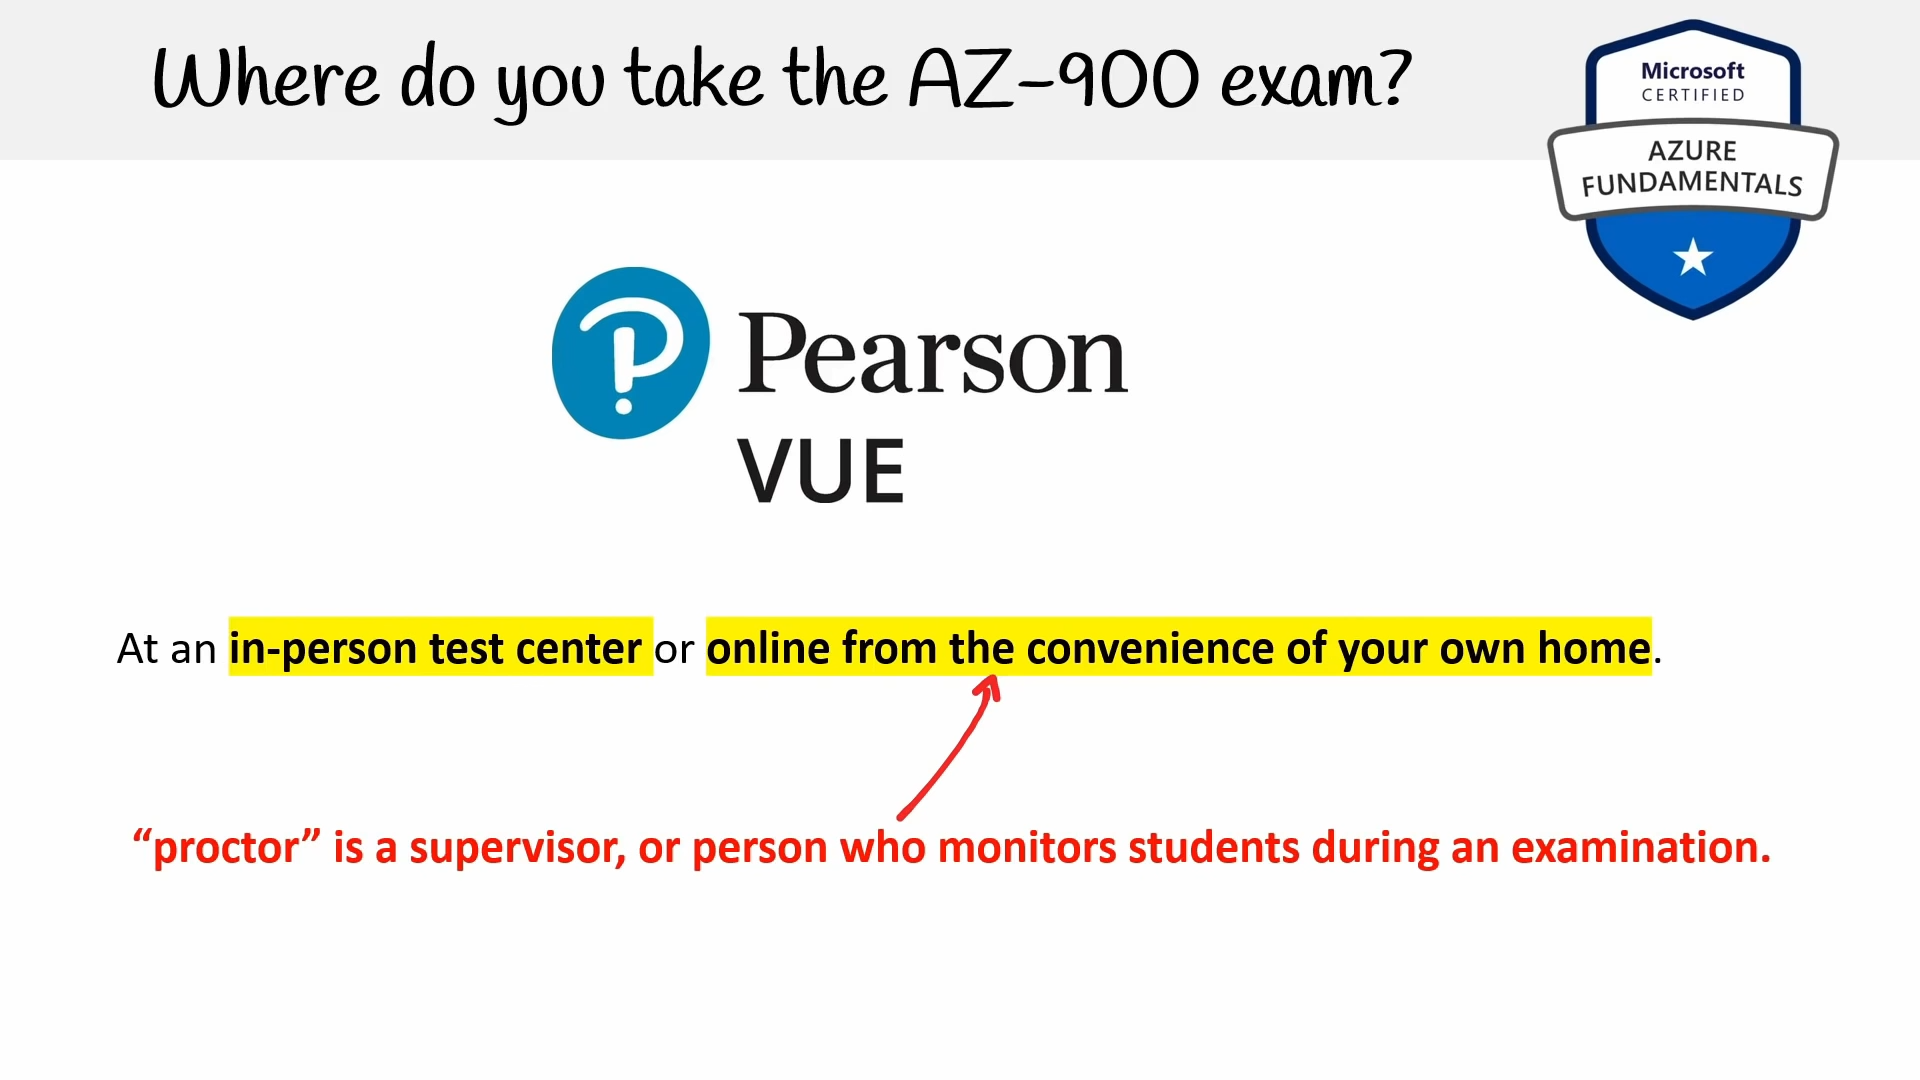 Where do you take the AZ-900 exam?
Microsoft
CERTIFIED
AZURE
FUNDAMENTALS
Pearson
VUE
At an in-person test center or online from the convenience of your own home.
“proctor” is a supervisor, or person who monitors students during an examination.